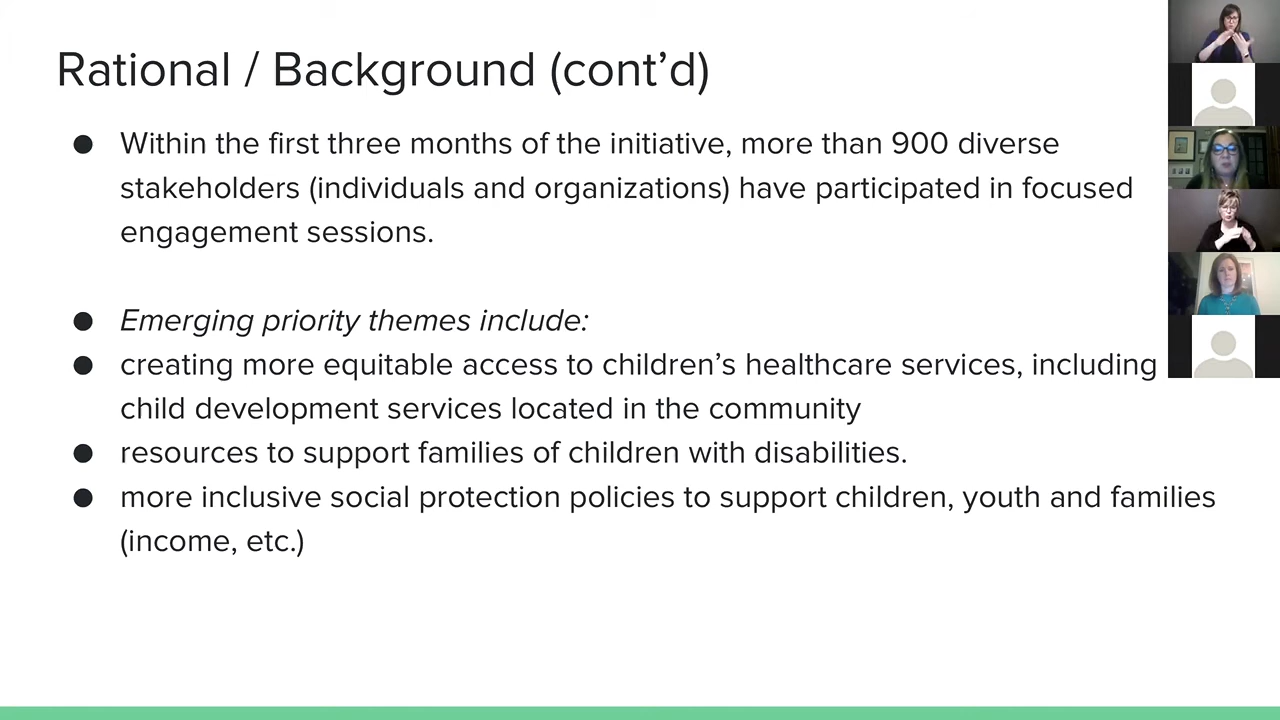 Rational / Background (cont’d)
● Within the first three months of the initiative, more than 900 diverse
stakeholders (individuals and organizations) have participated in focused
engagement sessions.
● Emerging priority themes include:
● creating more equitable access to children’s healthcare services, including
child development services located in the community
● resources to support families of children with disabilities.
● more inclusive social protection policies to support children, youth and families
(income, etc.)